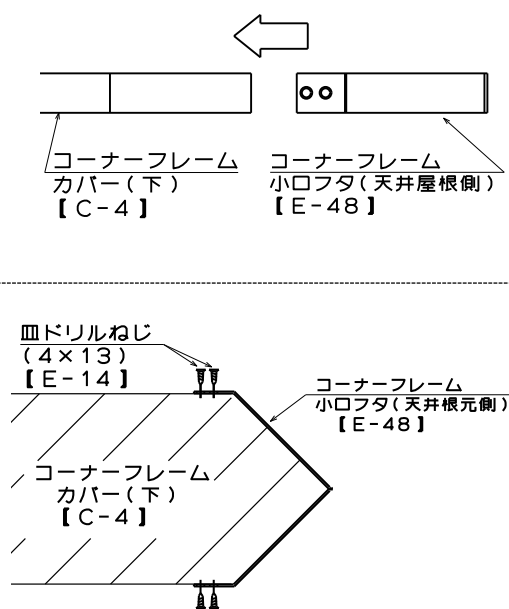 コーナーフレーム
カバー(下)
【C-4】
コーナーフレーム
小口フタ(天井屋根側)
【E-48】
皿ドリルねじ
(4×13)
【E-14】
コーナーフレーム
小口フタ(天井根元側)
【E-48】
コーナーフレーム
カバー(下)
【C-4】